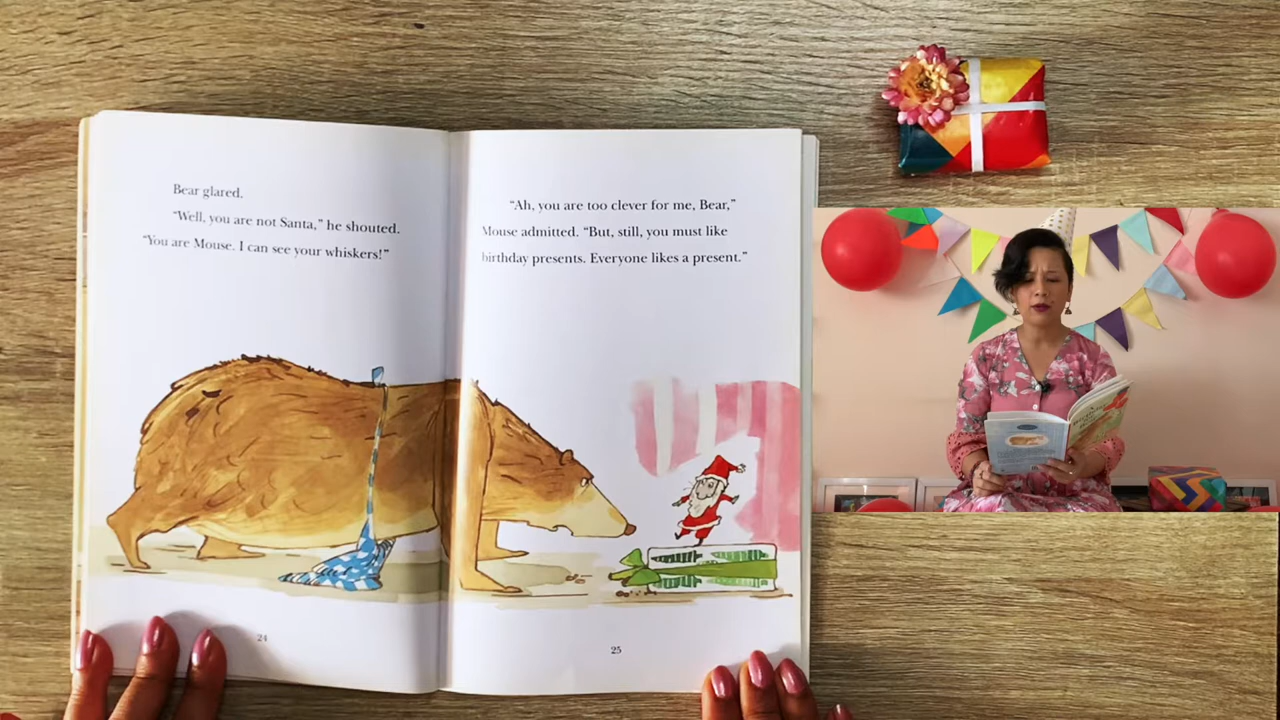 Bear glared.
“Well, you are not Santa,” he shouted.
“You are Mouse. I can see your whiskers!”
24
“Ah, you are too clever for me, Bear,”
Mouse admitted. “But, still, you must like
birthday presents. Everyone likes a present.”
25